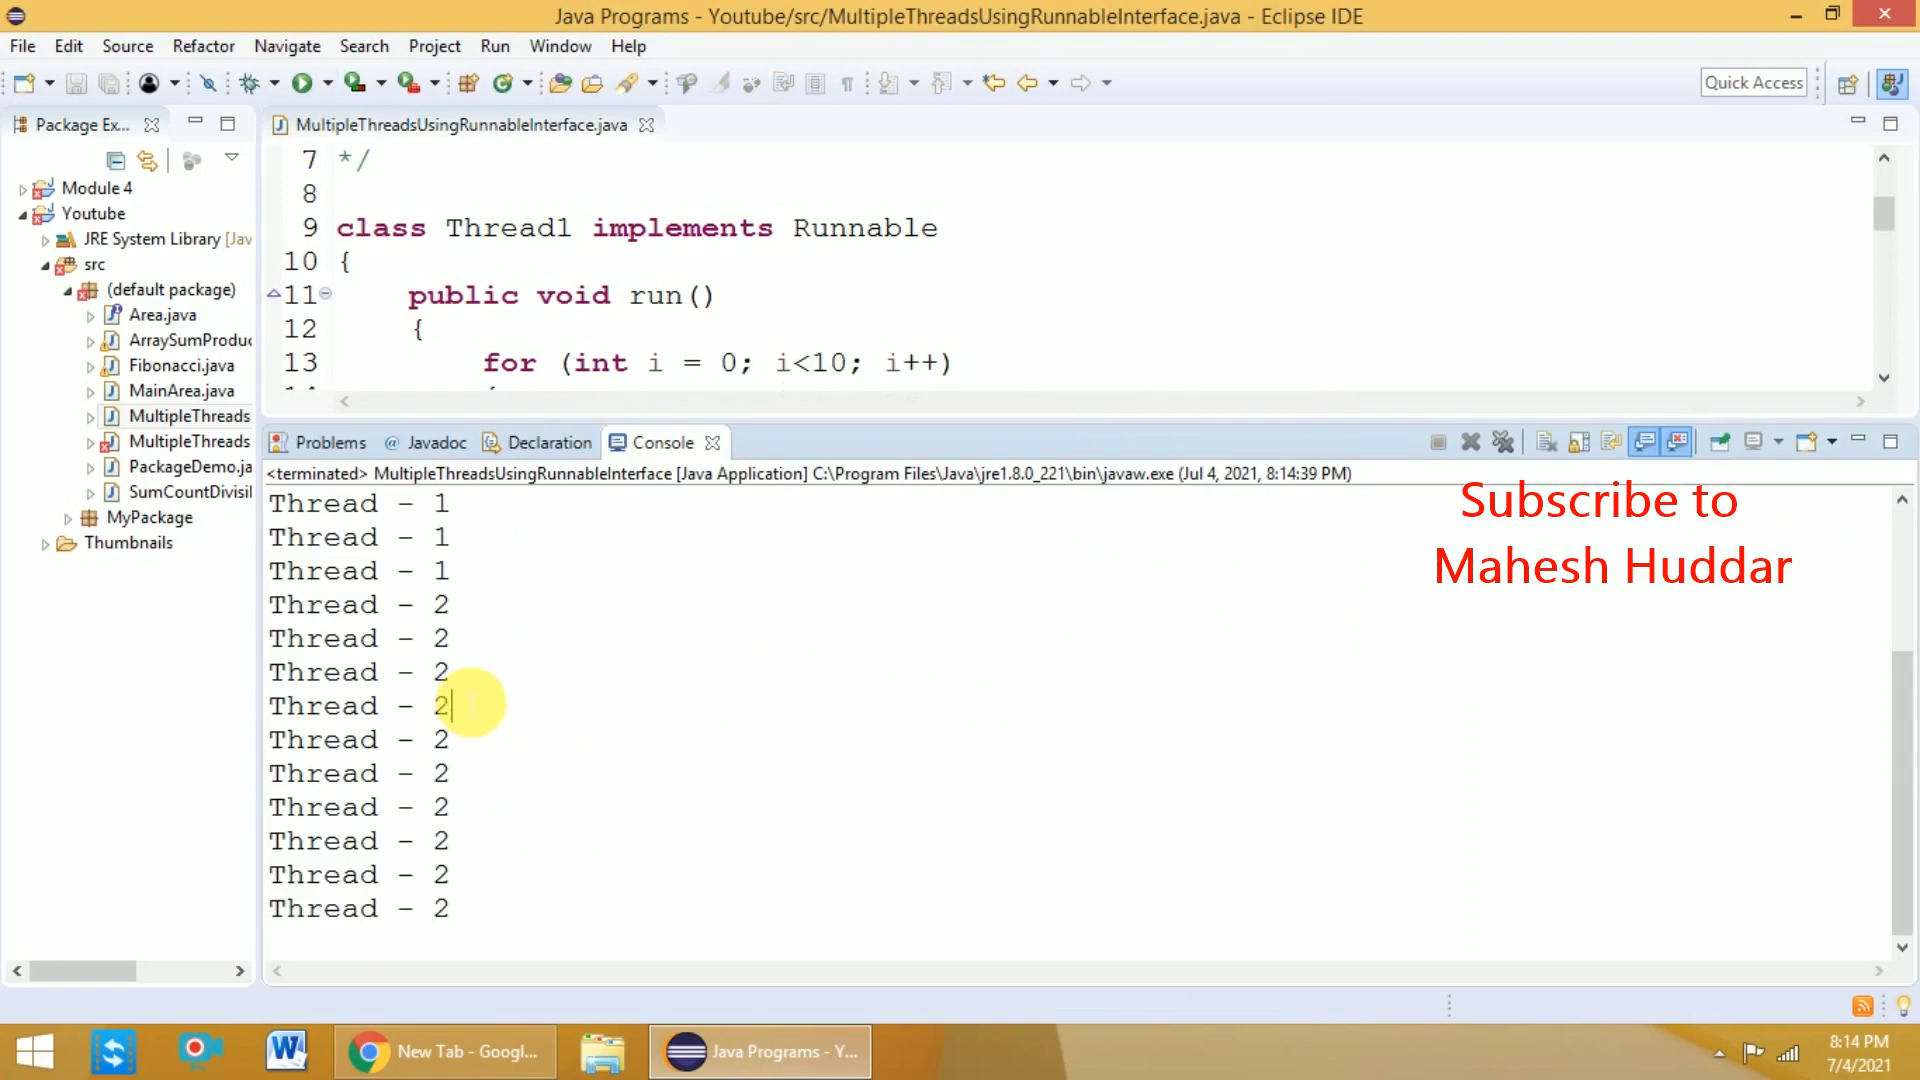 Java Programs - Youtube/src/MultipleThreadsUsingRunnableInterface.java - Eclipse IDE
File Edit Source Refactor Navigate Search Project Run Window Help
Quick Access
Package Ex...
MultipleThreadsUsingRunnableInterface.java
Module 4
Youtube
JRE System Library [Jav
src
(default package)
Area.java
ArraySumProduc
Fibonacci.java
MainArea.java
MultipleThreads
MultipleThreads
PackageDemo.ja
SumCountDivisil
MyPackage
Thumbnails
7 */
8
9 class Thread1 implements Runnable
10 {
11 public void run()
12 {
13 for (int i = 0; i<10; i++)
Problems @ Javadoc Declaration Console
<terminated> MultipleThreadsUsingRunnableInterface [Java Application] C:\Program Files\Java\jre1.8.0_221\bin\javaw.exe (Jul 4, 2021, 8:14:39 PM)
Thread - 1
Thread - 1
Thread - 1
Thread - 2
Thread - 2
Thread - 2
Thread - 2
Thread - 2
Thread - 2
Thread - 2
Thread - 2
Thread - 2
Thread - 2
Subscribe to
Mahesh Huddar
New Tab - Googl...
Java Programs - Y...
8:14 PM
7/4/2021